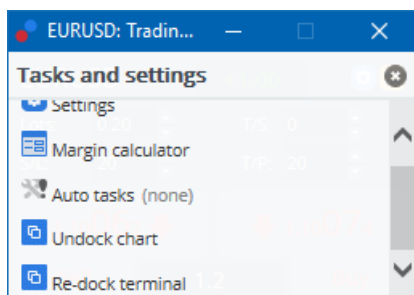 EURUSD: Tradin...
Tasks and settings
Settings
Margin calculator
Auto tasks (none)
Undock chart
Re-dock terminal